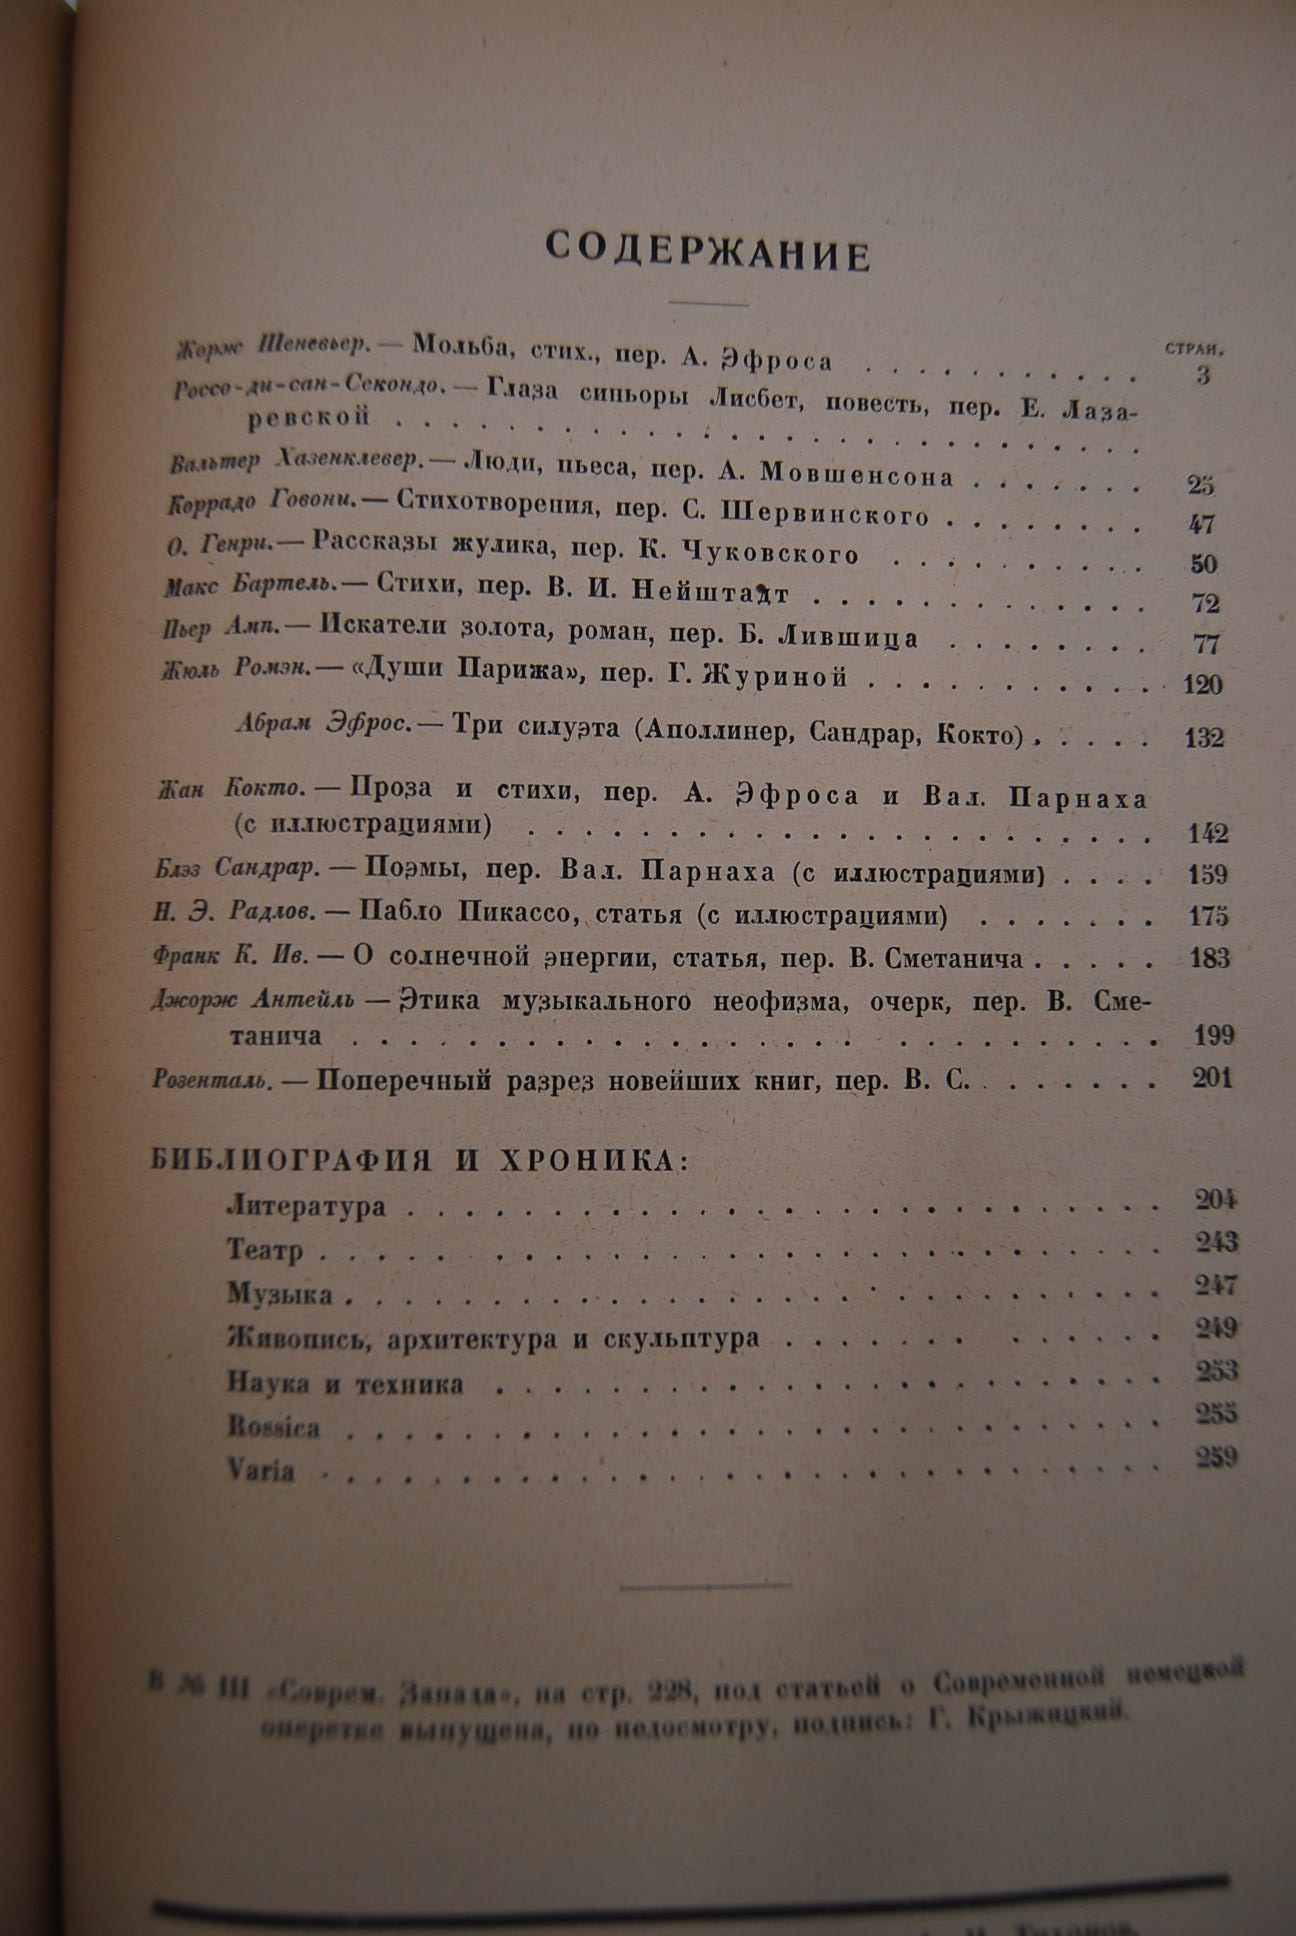 СОДЕРЖАНИЕ
СТРАН.
Жорж Шеневьер. — Мольба, стих., пер. А. Эфроса . . . . . . . . . . 3
Россо-ди-сан-Секондо. — Глаза синьоры Лисбет, повесть, пер. Е. Лаза-
ревской . . . . . . . . . . . . . . . . . . . . . . . . . .
Вальтер Хазенклевер. — Люди, пьеса, пер. А. Мовшенсона . . . . . . . 25
Коррадо Говони. — Стихотворения, пер. С. Шервинского . . . . . . . . 47
О. Генри. — Рассказы жулика, пер. К. Чуковского . . . . . . . . . 50
Макс Бартель. — Стихи, пер. В. И. Нейштадт . . . . . . . . . . . . 72
Пьер Амп. — Искатели золота, роман, пер. Б. Лившица . . . . . . . . 77
Жюль Ромэн. — «Души Парижа», пер. Г. Журиной . . . . . . . . . . . 120
Абрам Эфрос. — Три силуэта (Аполлинер, Сандрар, Кокто) . . . . . 132
Жан Кокто. — Проза и стихи, пер. А. Эфроса и Вал. Парнаха
(с иллюстрациями) . . . . . . . . . . . . . . . . . . . . . . 142
Блэз Сандрар. — Поэмы, пер. Вал. Парнаха (с иллюстрациями) . . . . 159
Н. Э. Радлов. — Пабло Пикассо, статья (с иллюстрациями) . . . . . . . 175
Франк К. Ив. — О солнечной энергии, статья, пер. В. Сметанича . . . . . 183
Джорж Антейль — Этика музыкального неофизма, очерк, пер. В. Сме-
танича . . . . . . . . . . . . . . . . . . . . . . . . . . . . 199
Розенталь. — Поперечный разрез новейших книг, пер. В. С. . . . . . . . 201
БИБЛИОГРАФИЯ И ХРОНИКА:
Литература . . . . . . . . . . . . . . . . . . . . . . . . . . . 204
Театр . . . . . . . . . . . . . . . . . . . . . . . . . . . . . 243
Музыка . . . . . . . . . . . . . . . . . . . . . . . . . . . . . 247
Живопись, архитектура и скульптура . . . . . . . . . . . . . 249
Наука и техника . . . . . . . . . . . . . . . . . . . . . . . . 253
Rossica . . . . . . . . . . . . . . . . . . . . . . . . . . . . . 255
Varia . . . . . . . . . . . . . . . . . . . . . . . . . . . . . . 259
В № III «Соврем. Запада», на стр. 228, под статьей о Современной немецкой
оперетке выпущена, по недосмотру, подпись: Г. Крыжицкий.